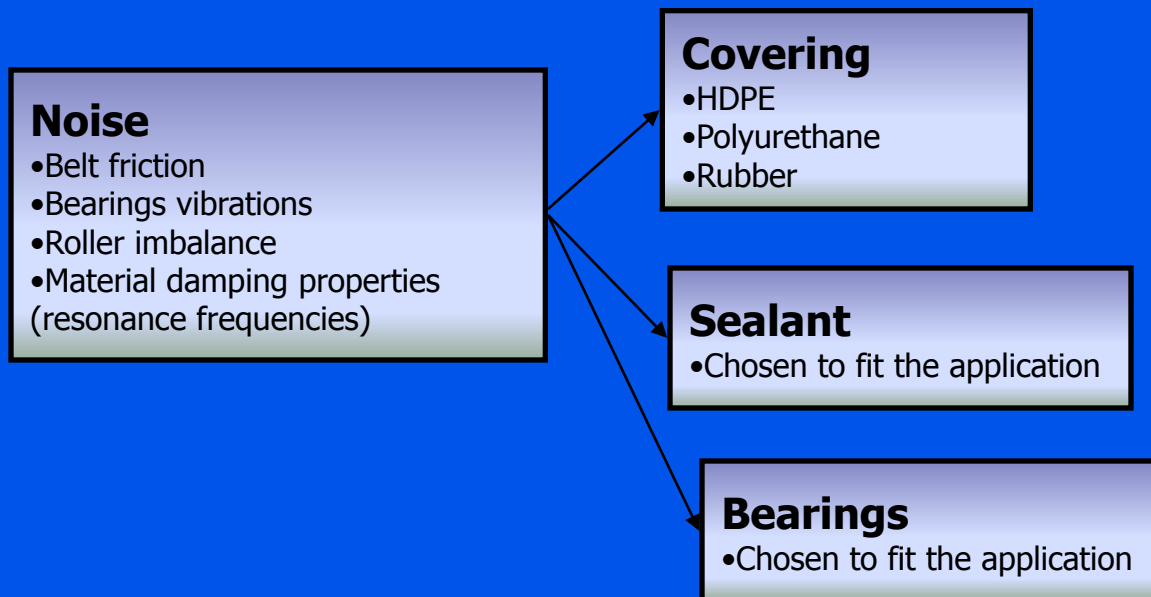 Noise
•Belt friction
•Bearings vibrations
•Roller imbalance
•Material damping properties
(resonance frequencies)
Covering
•HDPE
•Polyurethane
•Rubber
Sealant
•Chosen to fit the application
Bearings
•Chosen to fit the application